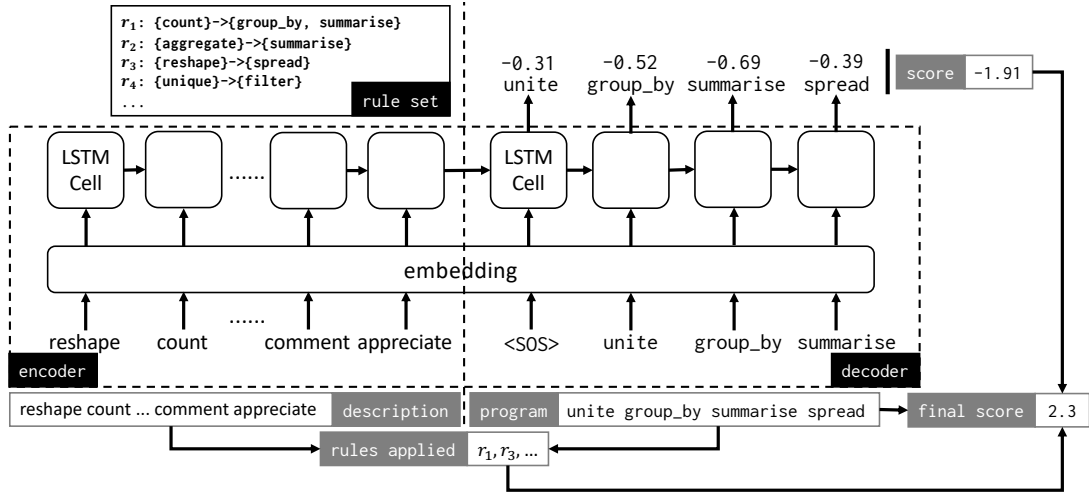 r₁: {count}->{group_by, summarise}
r₂: {aggregate}->{summarise}
r₃: {reshape}->{spread}
r₄: {unique}->{filter}
...
rule set
-0.31 -0.52 -0.69 -0.39
unite group_by summarise spread
score -1.91
LSTM Cell
......
LSTM Cell
embedding
reshape count ...... comment appreciate <SOS> unite group_by summarise
encoder decoder
reshape count ... comment appreciate description program unite group_by summarise spread final score 2.3
rules applied r₁, r₃, ...